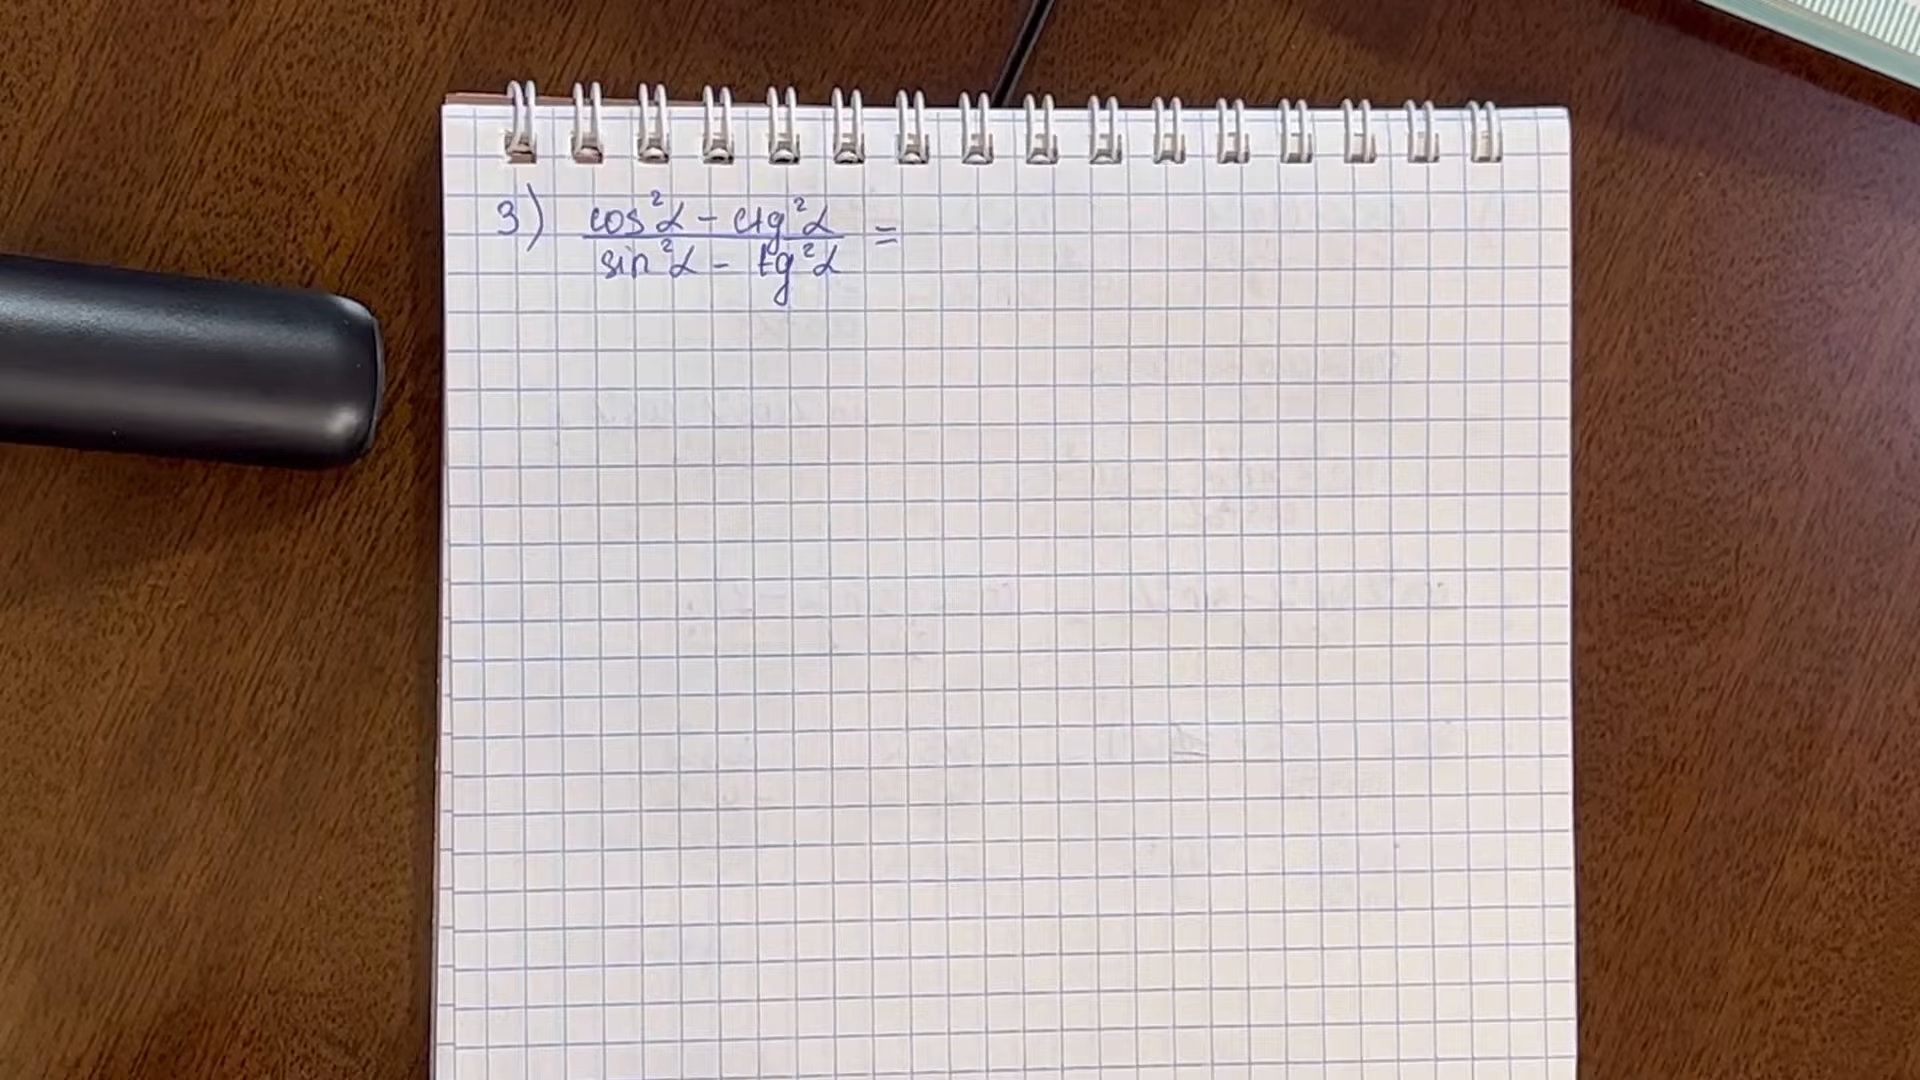 3) cos²α - ctg²α =
sin²α - tg²α